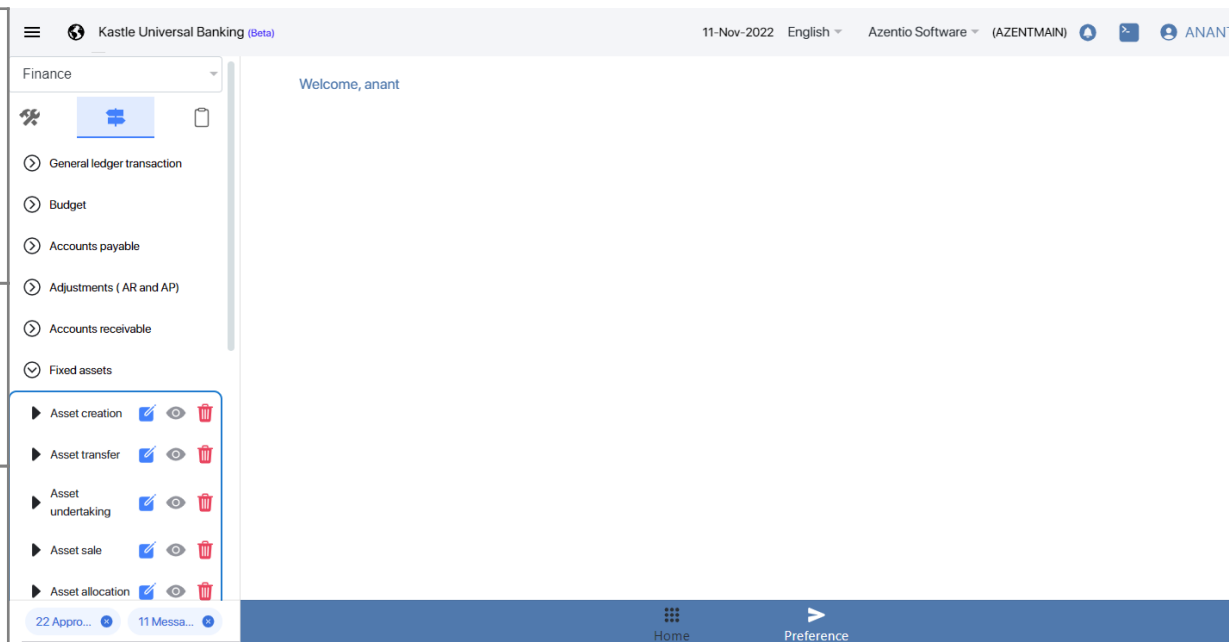 Kastle Universal Banking (Beta)
11-Nov-2022 English Azentio Software (AZENTMAIN) ANANT
Finance
Welcome, anant
General ledger transaction
Budget
Accounts payable
Adjustments ( AR and AP)
Accounts receivable
Fixed assets
Asset creation
Asset transfer
Asset
undertaking
Asset sale
Asset allocation
22 Appro...
11 Messa...
Home
Preference